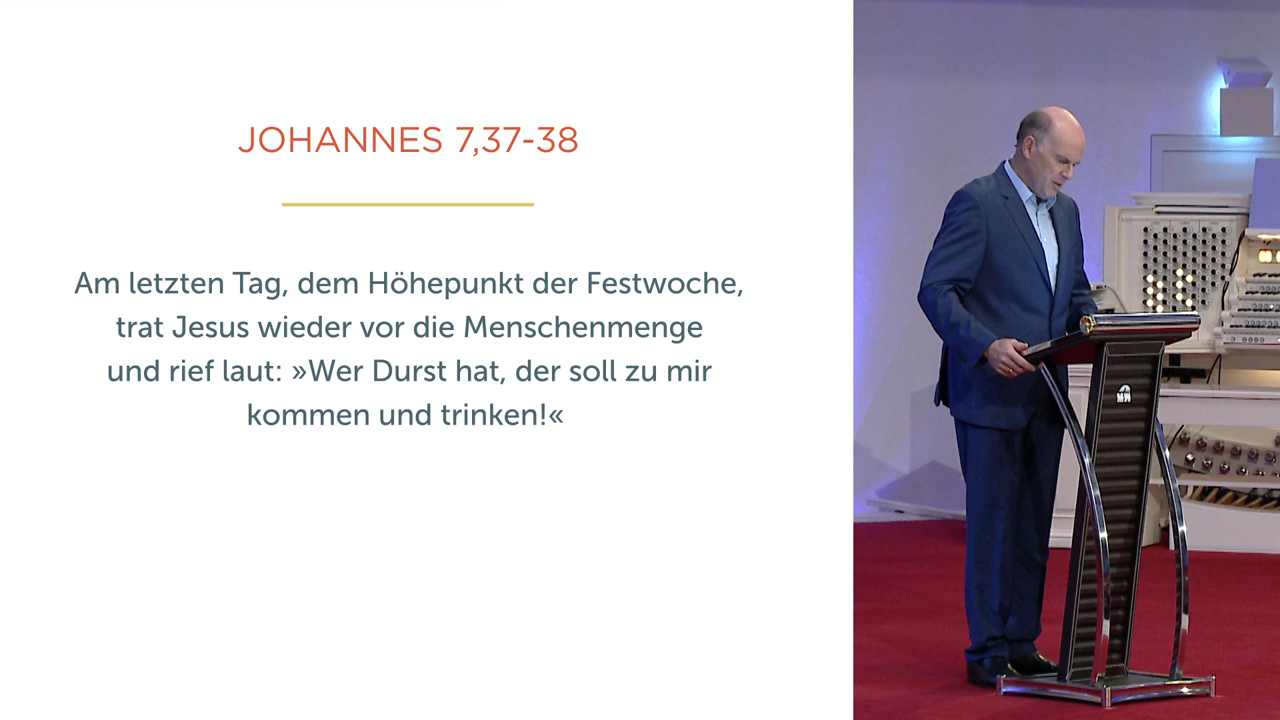 JOHANNES 7,37-38
Am letzten Tag, dem Höhepunkt der Festwoche,
trat Jesus wieder vor die Menschenmenge
und rief laut: »Wer Durst hat, der soll zu mir
kommen und trinken!«